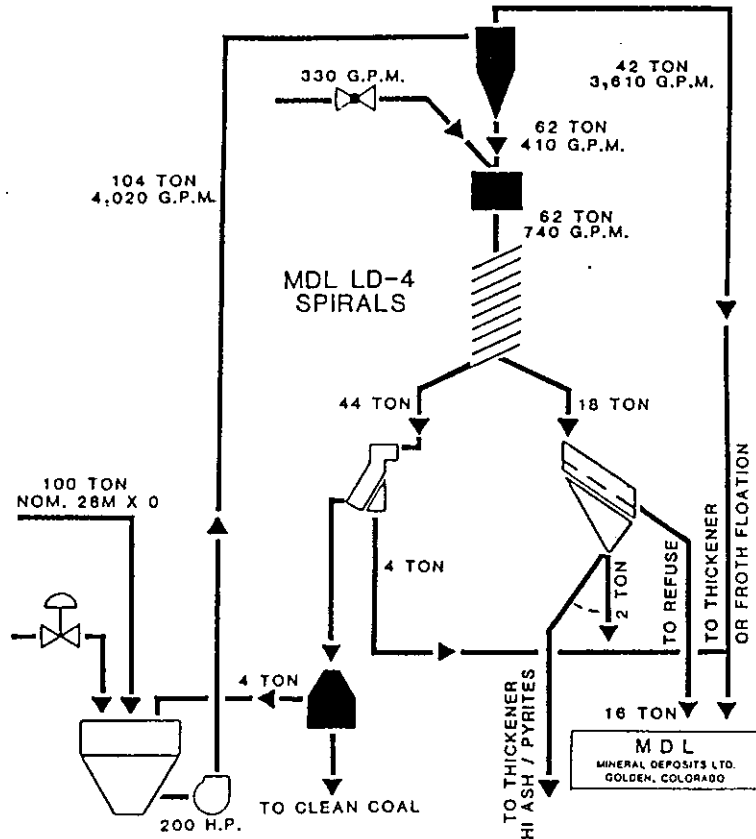 330 G.P.M.
42 TON
3,610 G.P.M.
62 TON
410 G.P.M.
104 TON
4,020 G.P.M.
62 TON
740 G.P.M.
MDL LD-4
SPIRALS
44 TON
18 TON
100 TON
NOM. 28M X 0
4 TON
2 TON
TO REFUSE
TO THICKENER
OR FROTH FLOATION
4 TON
16 TON
TO THICKENER
HI ASH / PYRITES
MDL
MINERAL DEPOSITS LTD.
GOLDEN, COLORADO
TO CLEAN COAL
200 H.P.